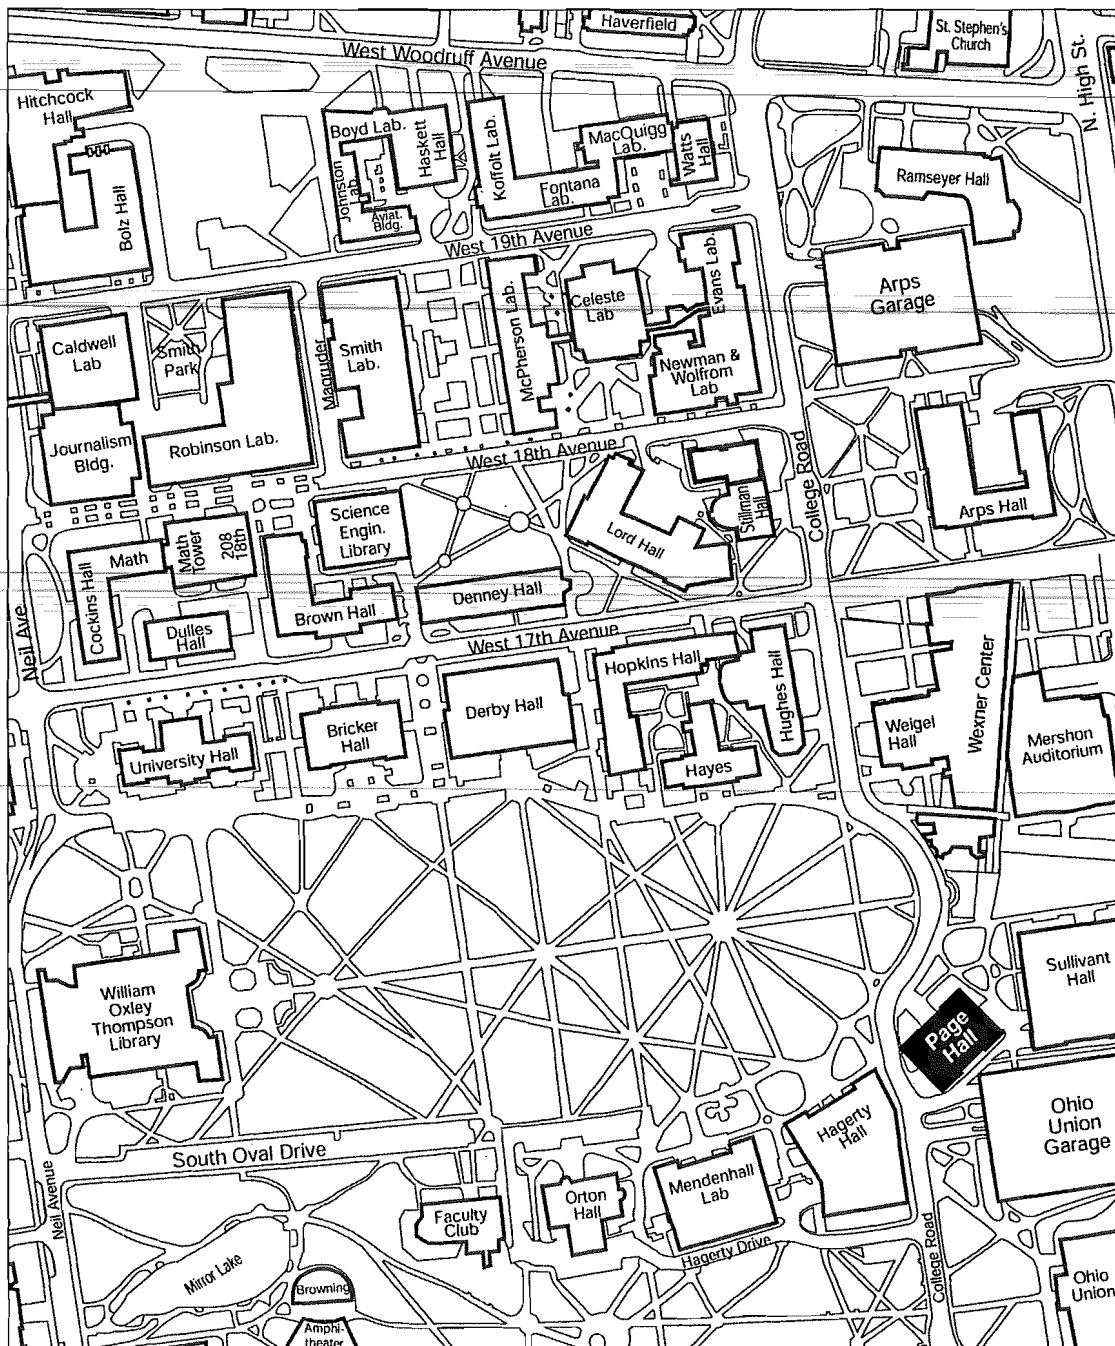 Haverfield
St. Stephen's
Church
West Woodruff Avenue
N. High St.
Hitchcock
Hall
Boyd Lab.
Haskett
Hall
Koffolt Lab.
MacQuigg
Lab.
Watts
Hall
Ramseyer Hall
Johnston
Lab.
Fontana
Lab.
Aviat.
Bldg.
Bolz Hall
West 19th Avenue
Evans Lab.
Arps
Garage
McPherson Lab.
Celeste
Lab
Caldwell
Lab
Smith
Park
Magruder
Smith
Lab.
Newman &
Wolfrom
Lab
Journalism
Bldg.
Robinson Lab.
West 18th Avenue
College Road
Stillman
Hall
Arps Hall
Science
Engin.
Library
Lord Hall
Math
Math
Tower
208
18th
Cockins Hall
Denney Hall
Brown Hall
Dulles
Hall
Neil Ave.
West 17th Avenue
Hopkins Hall
Hughes Hall
Wexner Center
Derby Hall
Bricker
Hall
University Hall
Weigel
Hall
Mershon
Auditorium
Hayes
Sullivant
Hall
William
Oxley
Thompson
Library
Page
Hall
Ohio
Union
Garage
Hagerty
Hall
South Oval Drive
Mendenhall
Lab
Orton
Hall
Faculty
Club
Neil Avenue
Hagerty Drive
College Road
Mirror Lake
Browning
Ohio
Union
Amphi-
theater